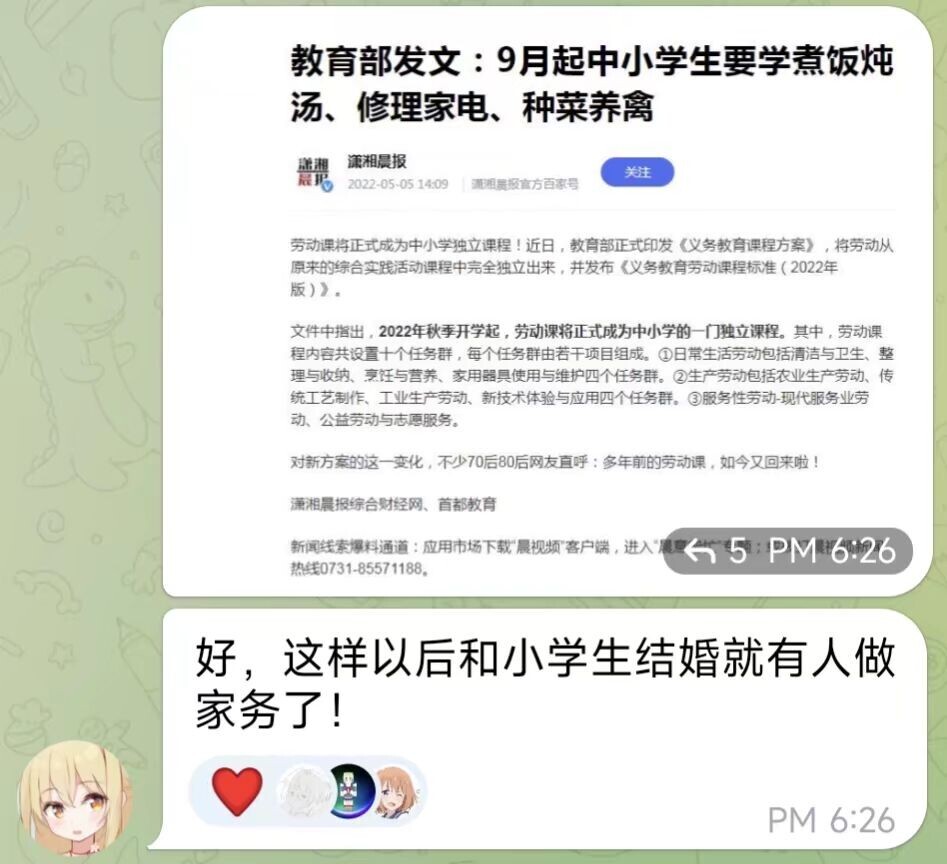 教育部发文：9月起中小学生要学煮饭炖
汤、修理家电、种菜养禽
潇湘
晨报
潇湘晨报
2022-05-05 14:09
潇湘晨报官方百家号
关注
劳动课将正式成为中小学独立课程！近日，教育部正式印发《义务教育课程方案》，将劳动从
原来的综合实践活动课程中完全独立出来，并发布《义务教育劳动课程标准（2022年
版）》。
文件中指出，2022年秋季开学起，劳动课将正式成为中小学的一门独立课程。其中，劳动课
程内容共设置十个任务群，每个任务群由若干项目组成。①日常生活劳动包括清洁与卫生、整
理与收纳、烹饪与营养、家用器具使用与维护四个任务群。②生产劳动包括农业生产劳动、传
统工艺制作、工业生产劳动、新技术体验与应用四个任务群。③服务性劳动-现代服务业劳
动、公益劳动与志愿服务。
对新方案的这一变化，不少70后80后网友直呼：多年前的劳动课，如今又回来啦！
潇湘晨报综合财经网、首都教育
新闻线索爆料通道：应用市场下载“晨视频”客户端，进入“晨
5 PM 6:26
热线0731-85571188。
好，这样以后和小学生结婚就有人做
家务了！
PM 6:26